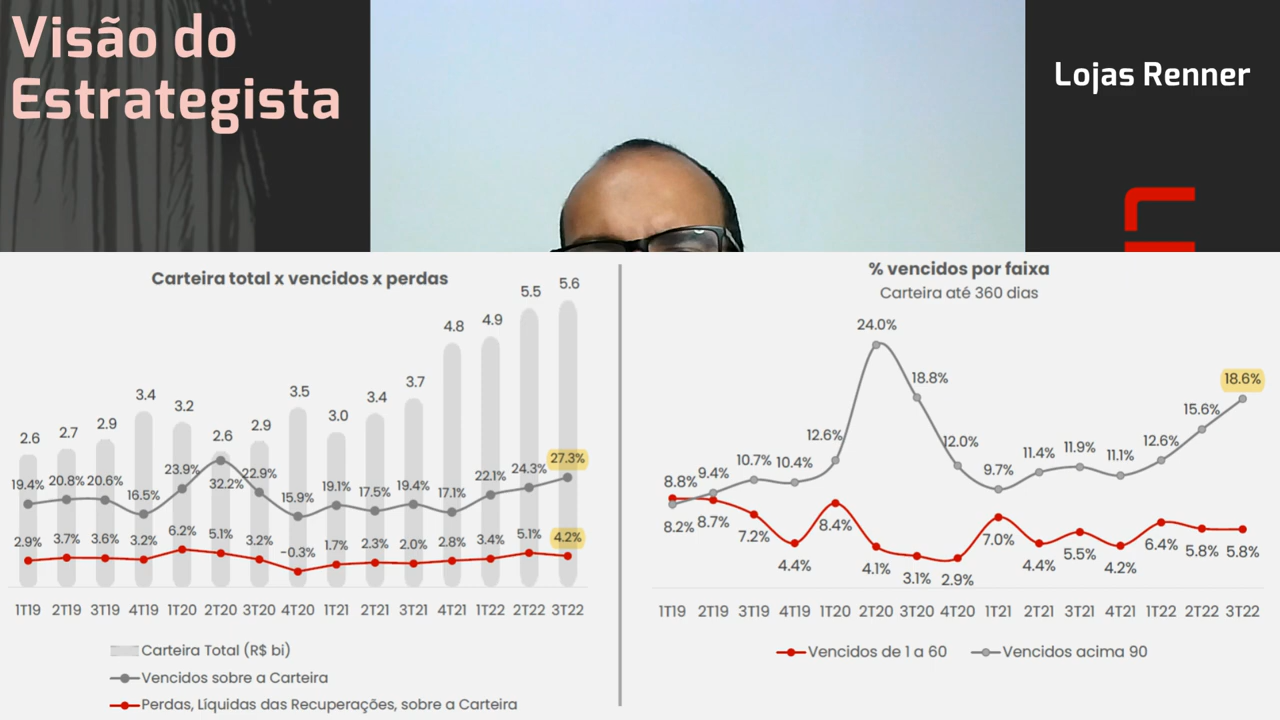 Visão do
Estrategista
Lojas Renner
Carteira total x vencidos x perdas
5.6
5.5
4.9
4.8
3.7
3.4
3.5
3.4
3.2
3.0
2.9
2.9
2.7
2.6
2.6
19.4% 20.8% 20.6% 16.5% 23.9% 32.2% 22.9% 15.9% 19.1% 17.5% 19.4% 17.1% 22.1% 24.3% 27.3%
2.9% 3.7% 3.6% 3.2% 6.2% 5.1% 3.2% -0.3% 1.7% 2.3% 2.0% 2.8% 3.4% 5.1% 4.2%
1T19 2T19 3T19 4T19 1T20 2T20 3T20 4T20 1T21 2T21 3T21 4T21 1T22 2T22 3T22
Carteira Total (R$ bi)
Vencidos sobre a Carteira
Perdas, Líquidas das Recuperações, sobre a Carteira
% vencidos por faixa
Carteira até 360 dias
8.2% 9.4% 10.7% 10.4% 12.6% 24.0% 18.8% 12.0% 9.7% 11.4% 11.9% 11.1% 12.6% 15.6% 18.6%
8.8% 8.7% 7.2% 4.4% 8.4% 4.1% 3.1% 2.9% 7.0% 4.4% 5.5% 4.2% 6.4% 5.8% 5.8%
1T19 2T19 3T19 4T19 1T20 2T20 3T20 4T20 1T21 2T21 3T21 4T21 1T22 2T22 3T22
Vencidos de 1 a 60
Vencidos acima 90